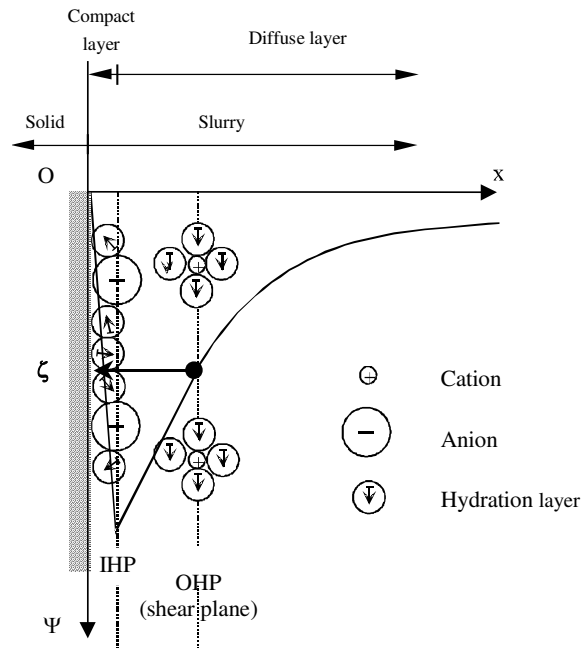 Compact
layer
Diffuse layer
Solid
Slurry
O
x
ζ
Cation
Anion
Hydration layer
IHP
OHP
(shear plane)
Ψ